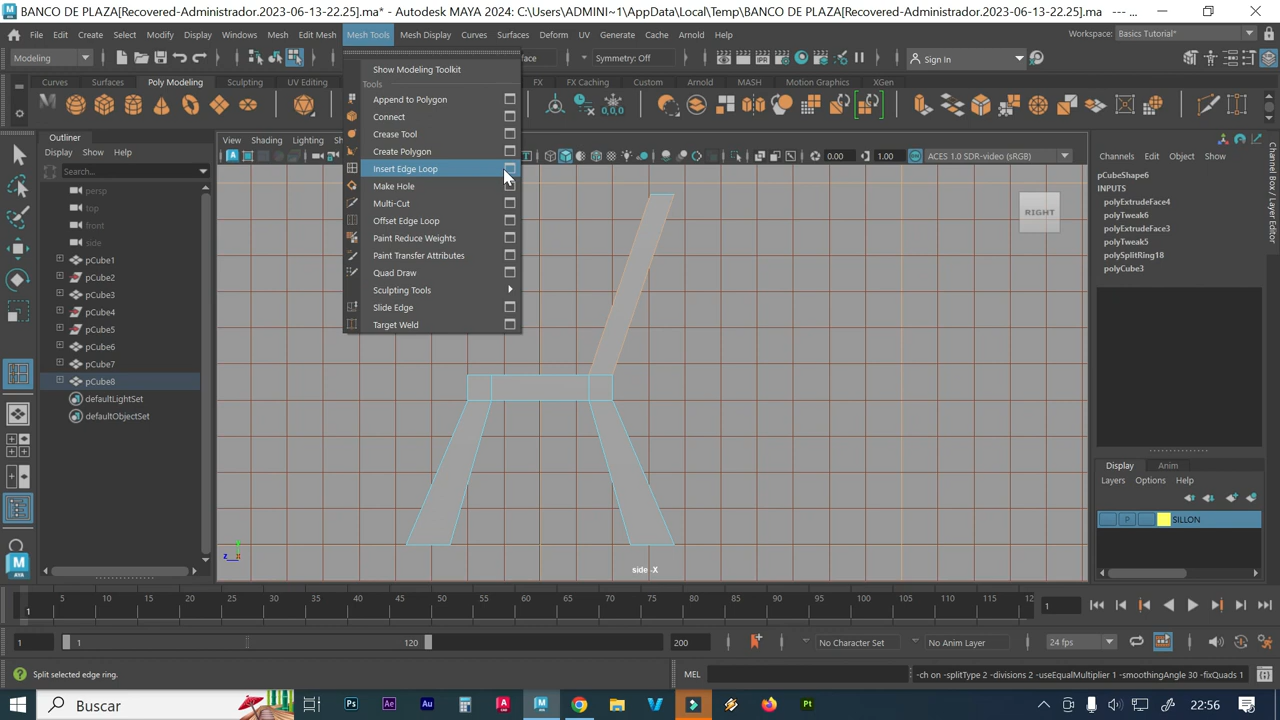 BANCO DE PLAZA[Recovered-Administrador.2023-06-13-22.25].ma* - Autodesk MAYA 2024: C:\Users\ADMINI~1\AppData\Local\Temp\BANCO DE PLAZA[Recovered-Administrador.2023-06-13-22.25].ma --- pCube8...
File Edit Create Select Modify Display Windows Mesh Edit Mesh Mesh Tools Mesh Display Curves Surfaces Deform UV Generate Cache Arnold Help
Workspace: Basics Tutorial*
Modeling Symmetry: Off Sign In
Curves Surfaces Poly Modeling Sculpting UV Editing FX FX Caching Custom Arnold MASH Motion Graphics XGen
Show Modeling Toolkit
Tools
Append to Polygon
Connect
Crease Tool
Create Polygon
Insert Edge Loop
Make Hole
Multi-Cut
Offset Edge Loop
Paint Reduce Weights
Paint Transfer Attributes
Quad Draw
Sculpting Tools
Slide Edge
Target Weld
Outliner
Display Show Help
Search...
persp
top
front
side
pCube1
pCube2
pCube3
pCube4
pCube5
pCube6
pCube7
pCube8
defaultLightSet
defaultObjectSet
View Shading Lighting
0.00 1.00 ACES 1.0 SDR-video (sRGB)
RIGHT
side -X
Channels Edit Object Show
pCubeShape6
INPUTS
polyExtrudeFace4
polyTweak6
polyExtrudeFace3
polyTweak5
polySplitRing18
polyCube3
Channel Box / Layer Editor
Display Anim
Layers Options Help
P SILLON
5 10 15 20 25 30 35 40 45 50 55 60 65 70 75 80 85 90 95 100 105 110 115 12
1 1
1 1 120 200 No Character Set No Anim Layer 24 fps
Split selected edge ring. MEL -ch on -splitType 2 -divisions 2 -useEqualMultiplier 1 -smoothingAngle 30 -fixQuads 1
Buscar ESP 22:56